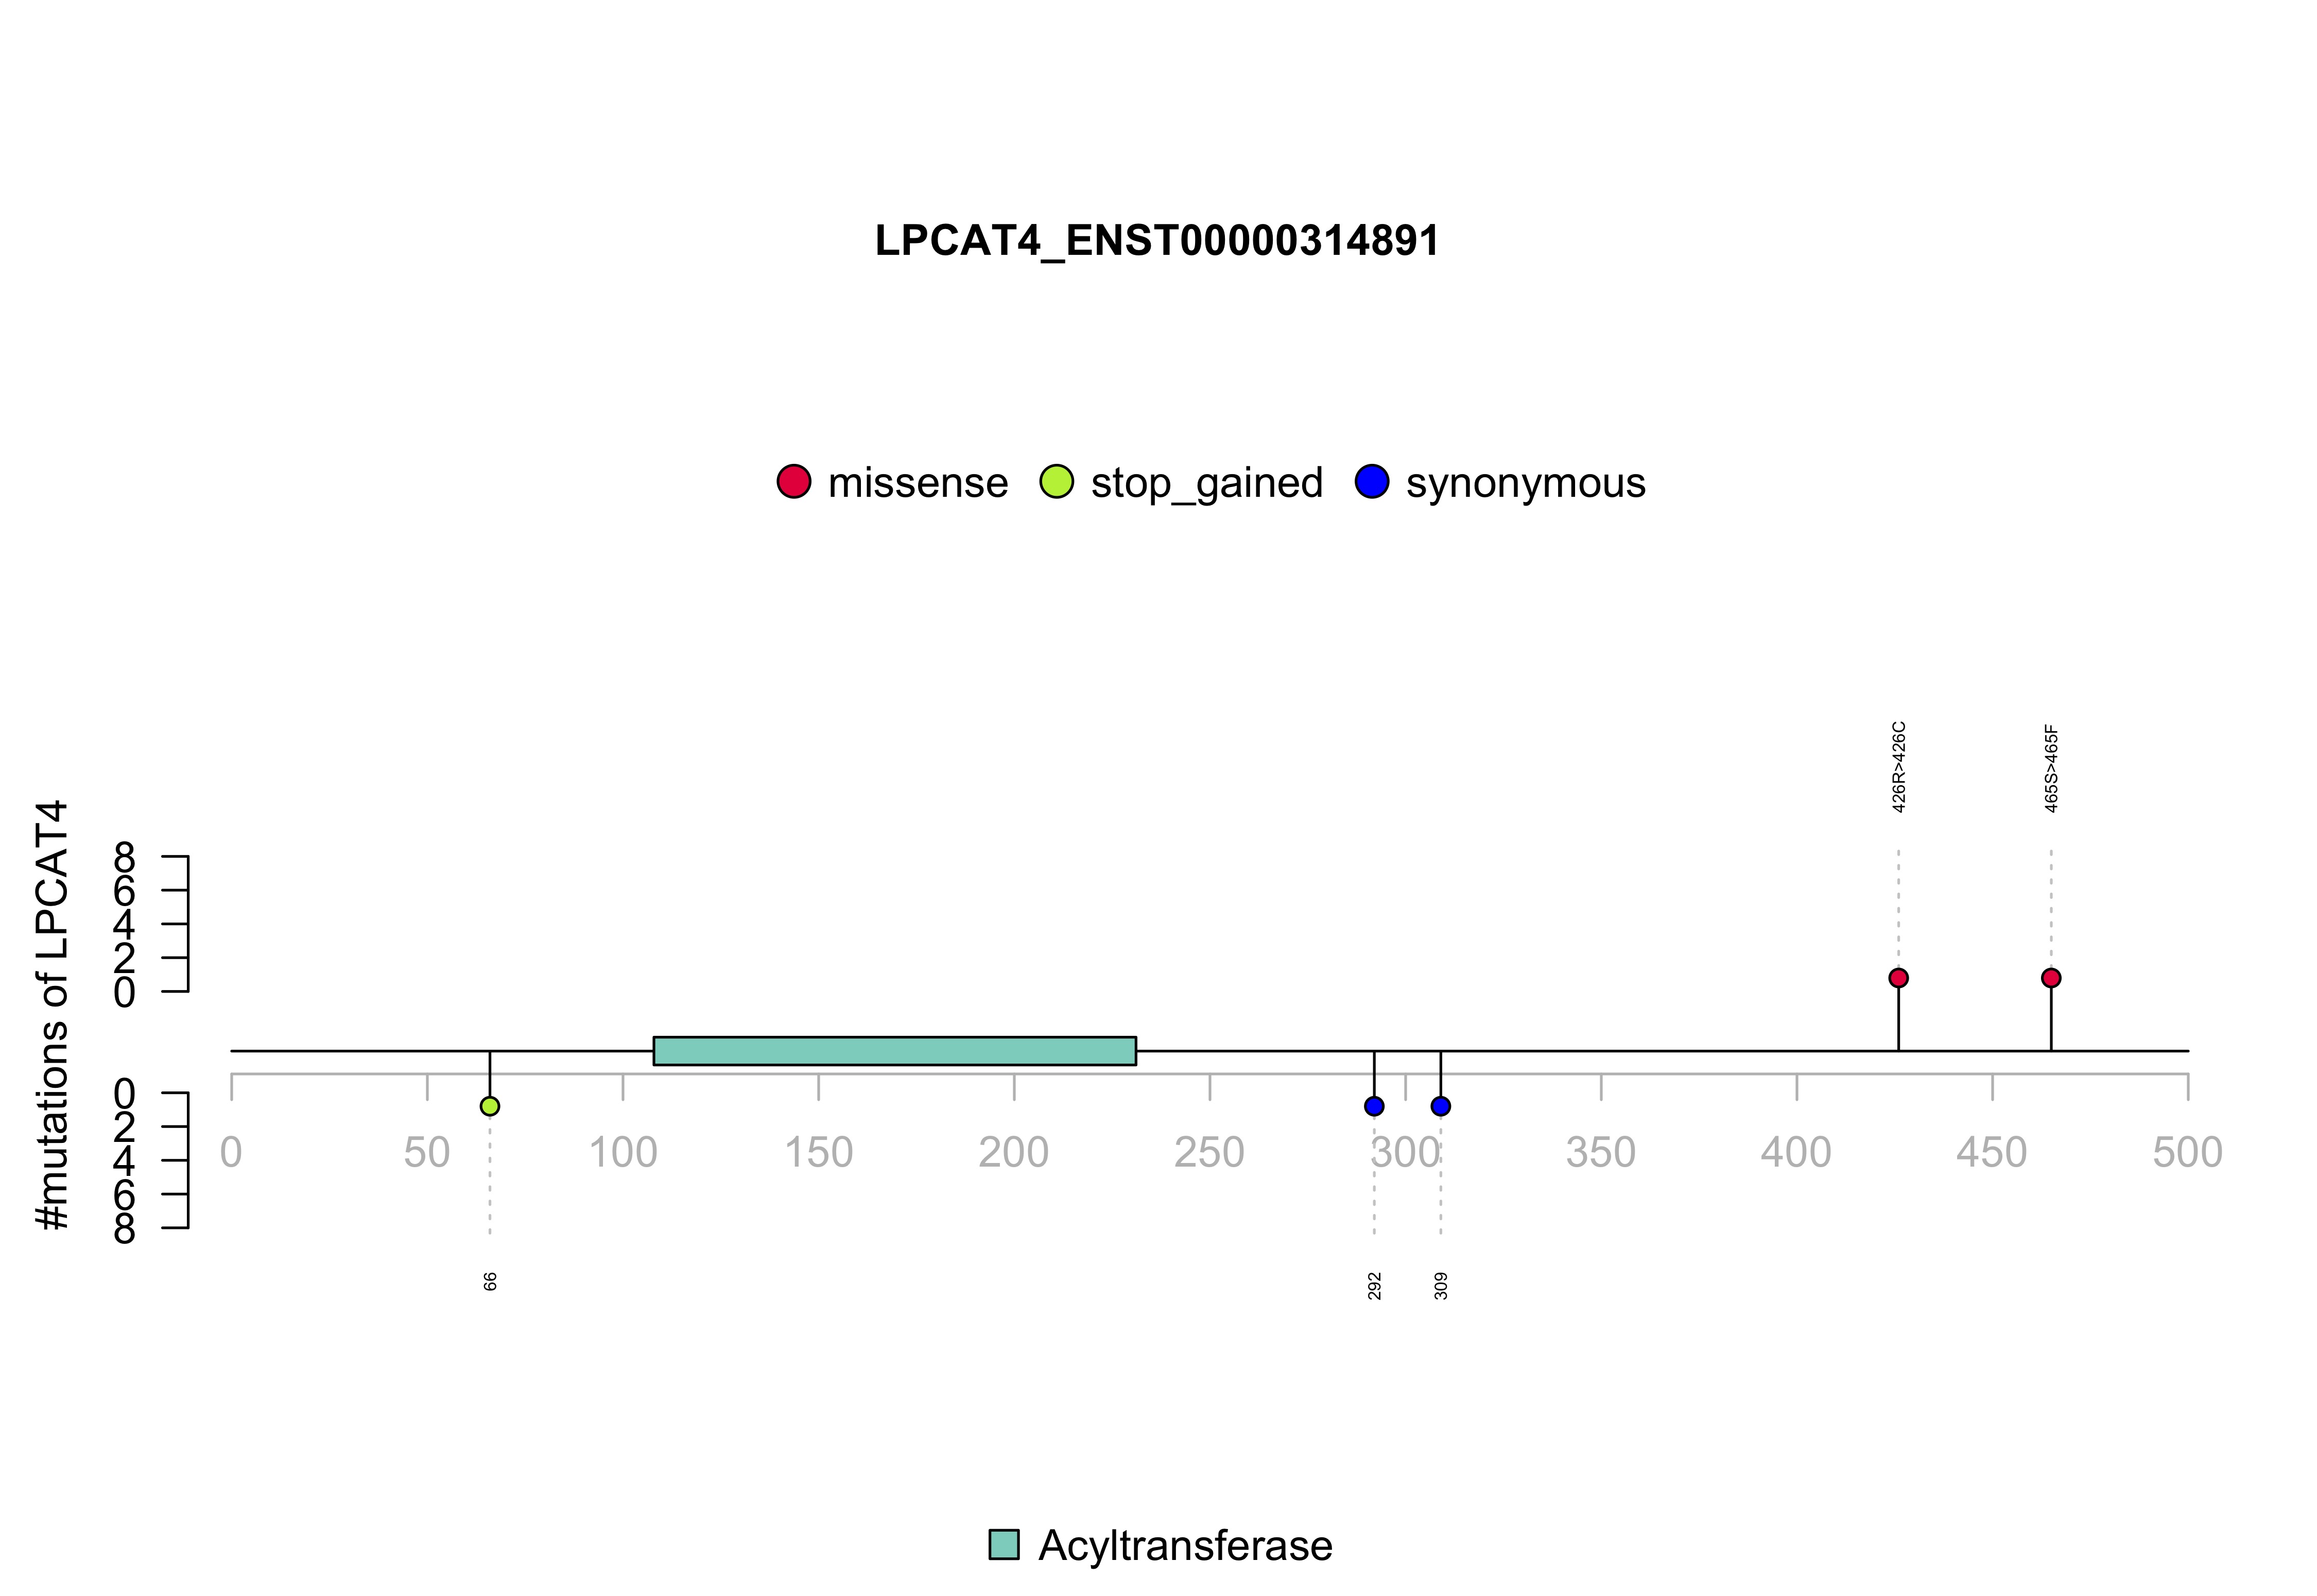 LPCAT4_ENST00000314891
missense stop_gained synonymous
426R>426C 465S>465F
#mutations of LPCAT4
8
6
4
2
0
0
2
4
6
8
0 50 100 150 200 250 300 350 400 450 500
66 292 309
Acyltransferase